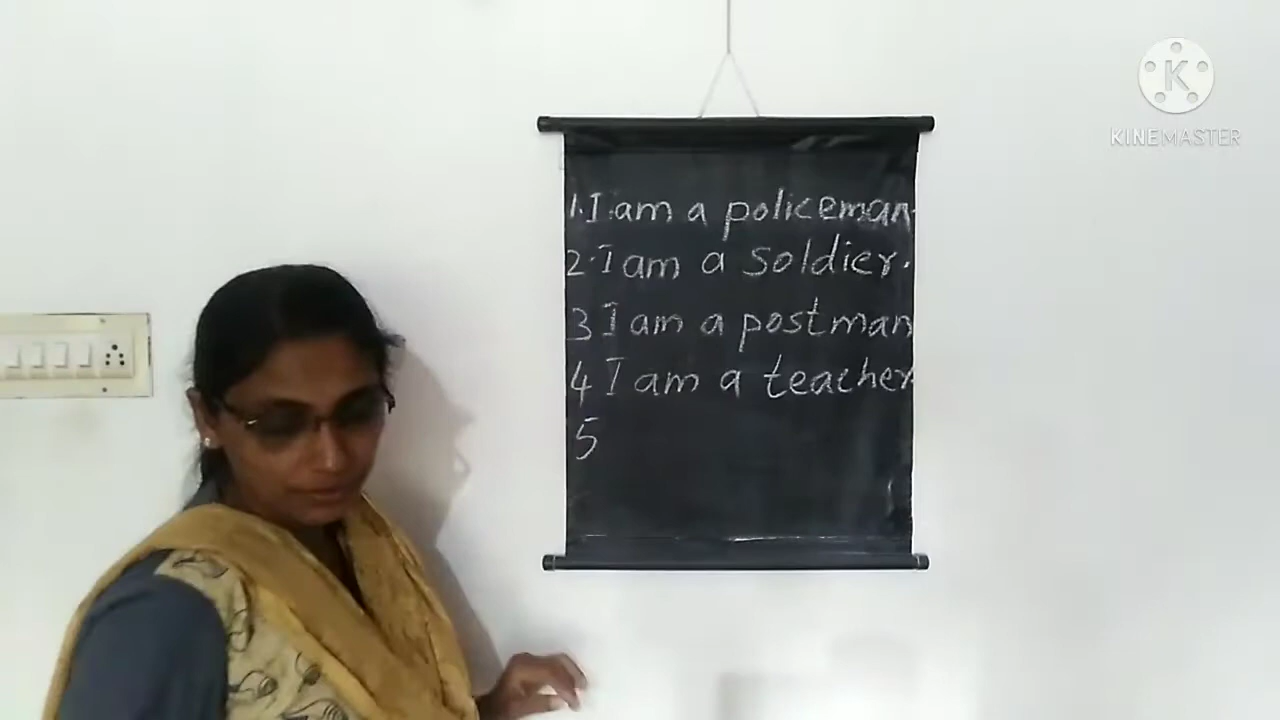 K
KINEMASTER
1. I am a policeman.
2. I am a soldier.
3 I am a postman
4 I am a teacher.
5